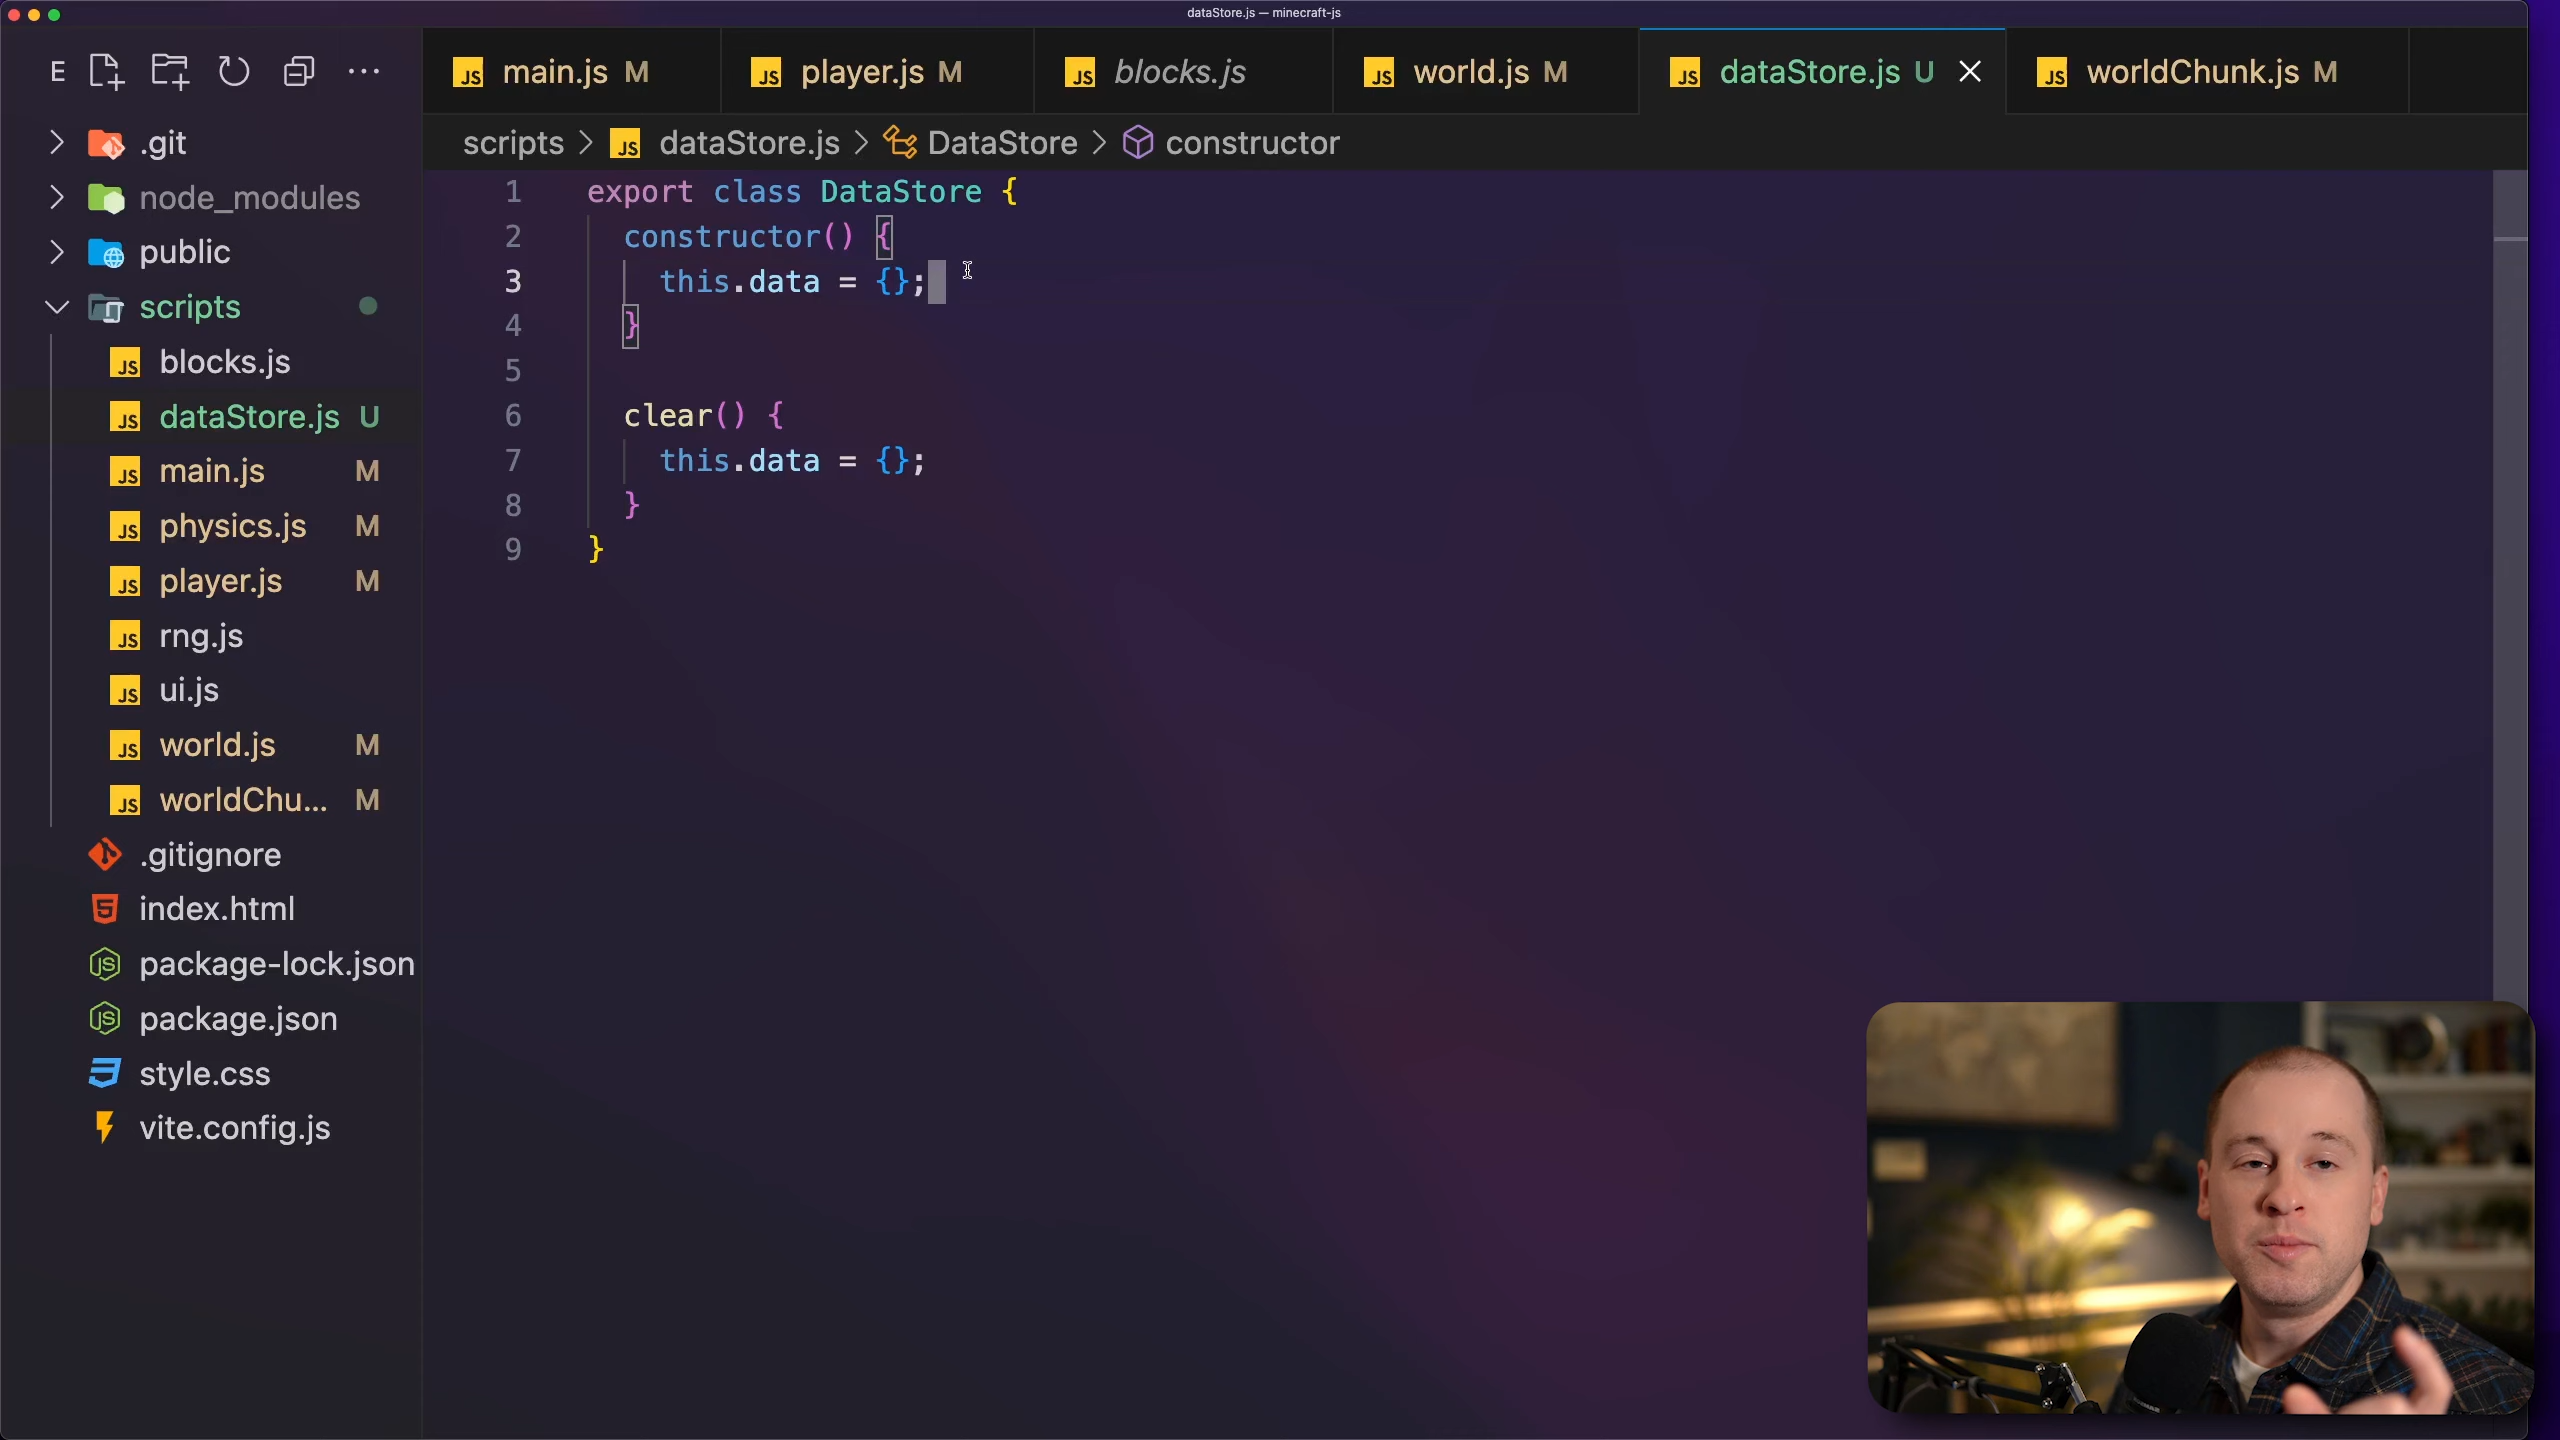 dataStore.js — minecraft-js
E
main.js M
player.js M
blocks.js
world.js M
dataStore.js U
worldChunk.js M
scripts > dataStore.js > DataStore > constructor
.git
node_modules
public
scripts
blocks.js
dataStore.js U
main.js M
physics.js M
player.js M
rng.js
ui.js
world.js M
worldChu... M
.gitignore
index.html
package-lock.json
package.json
style.css
vite.config.js
1 export class DataStore {
2 constructor() {
3 this.data = {};
4 }
5
6 clear() {
7 this.data = {};
8 }
9 }